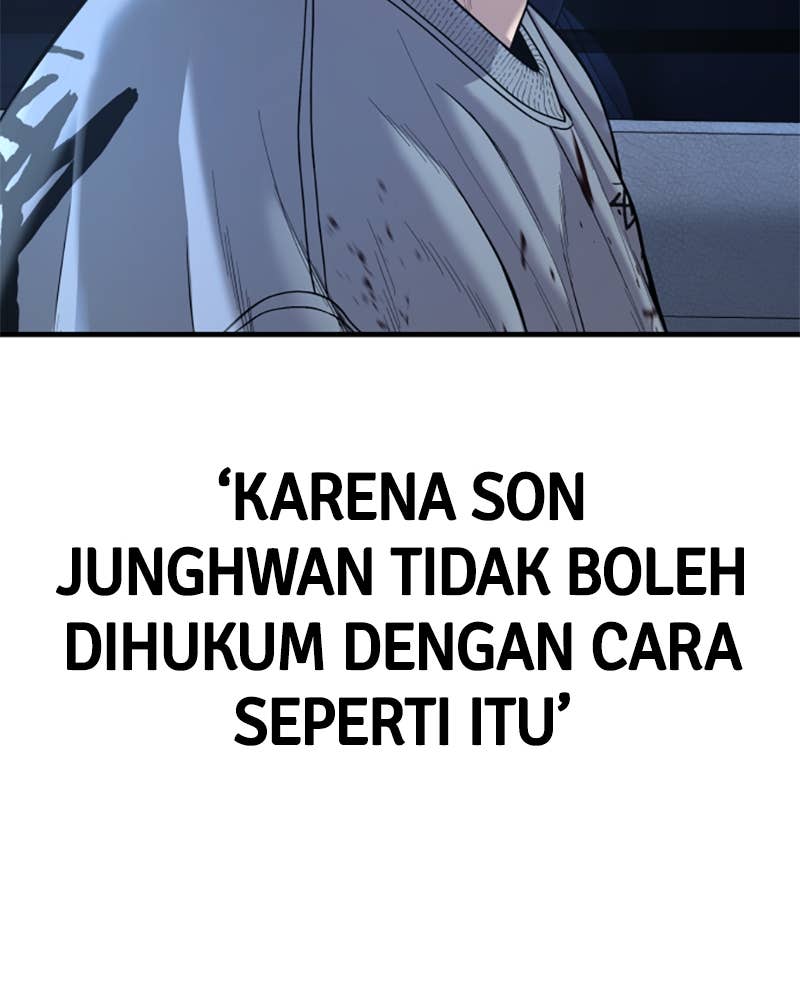 ‘KARENA SON
JUNGHWAN TIDAK BOLEH
DIHUKUM DENGAN CARA
SEPERTI ITU’